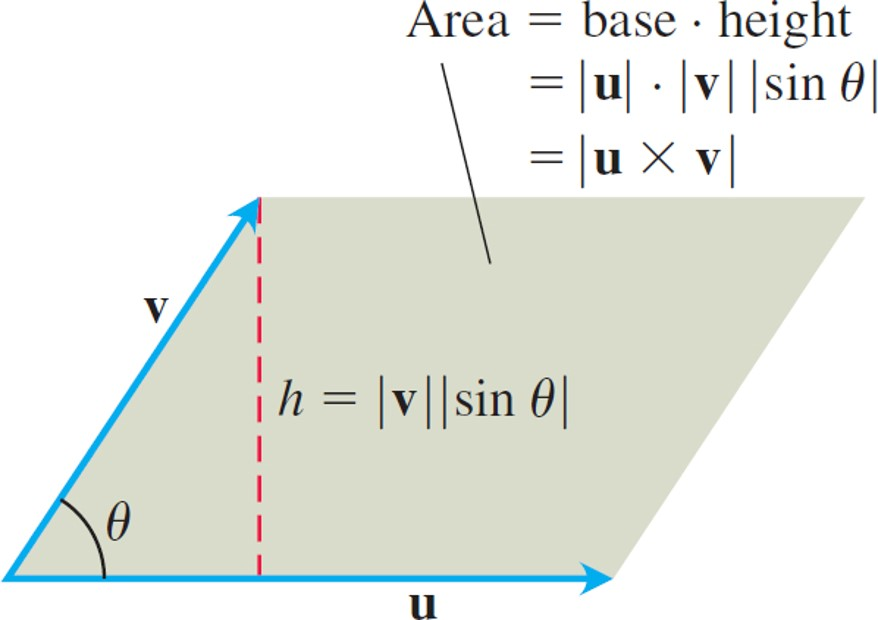 Area = base · height
= |u| · |v| |sin θ|
= |u × v|
v
h = |v||sin θ|
θ
u